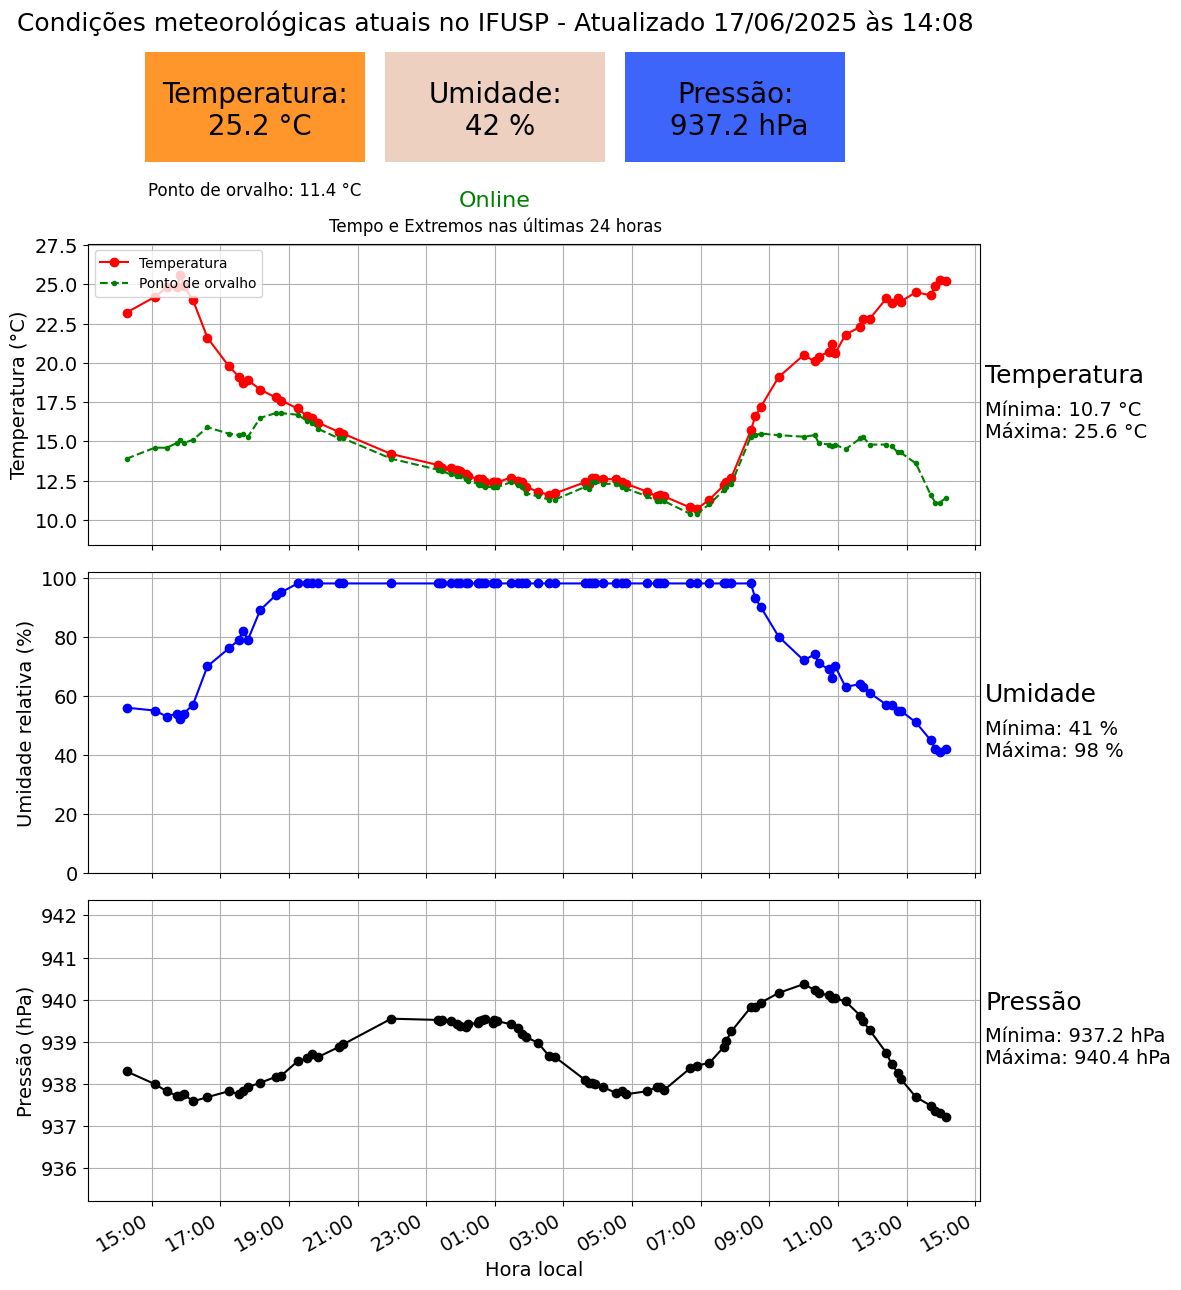 Condições meteorológicas atuais no IFUSP - Atualizado 17/06/2025 às 14:08
Temperatura:
25.2 °C
Umidade:
42 %
Pressão:
937.2 hPa
Ponto de orvalho: 11.4 °C
Online
Tempo e Extremos nas últimas 24 horas
Temperatura (°C)
27.5
25.0
22.5
20.0
17.5
15.0
12.5
10.0
Temperatura
Ponto de orvalho
Temperatura
Mínima: 10.7 °C
Máxima: 25.6 °C
Umidade relativa (%)
100
80
60
40
20
0
Umidade
Mínima: 41 %
Máxima: 98 %
Pressão (hPa)
942
941
940
939
938
937
936
Pressão
Mínima: 937.2 hPa
Máxima: 940.4 hPa
15:00 17:00 19:00 21:00 23:00 01:00 03:00 05:00 07:00 09:00 11:00 13:00 15:00
Hora local